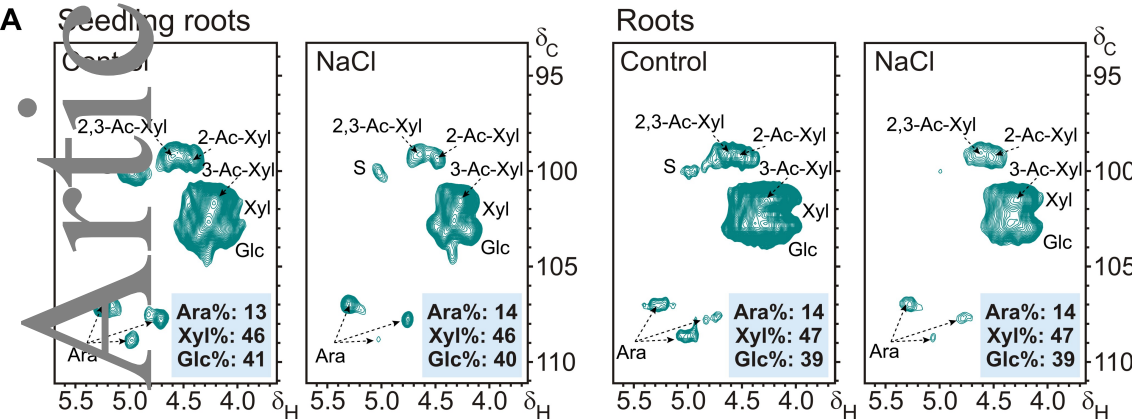 A
Seedling roots
Roots
Control
NaCl
Control
NaCl
δC
δC
95
95
2,3-Ac-Xyl
2-Ac-Xyl
3-Ac-Xyl
Xyl
Glc
Ara
Ara%: 13
Xyl%: 46
Glc%: 41
2,3-Ac-Xyl
2-Ac-Xyl
3-Ac-Xyl
S
Xyl
Glc
Ara
Ara%: 14
Xyl%: 46
Glc%: 40
100
105
110
2,3-Ac-Xyl
2-Ac-Xyl
3-Ac-Xyl
S
Xyl
Glc
Ara
Ara%: 14
Xyl%: 47
Glc%: 39
2,3-Ac-Xyl
2-Ac-Xyl
3-Ac-Xyl
Xyl
Glc
Ara
Ara%: 14
Xyl%: 47
Glc%: 39
100
105
110
5.5 5.0 4.5 4.0 δH
5.5 5.0 4.5 4.0 δH
5.5 5.0 4.5 4.0 δH
5.5 5.0 4.5 4.0 δH
Artic